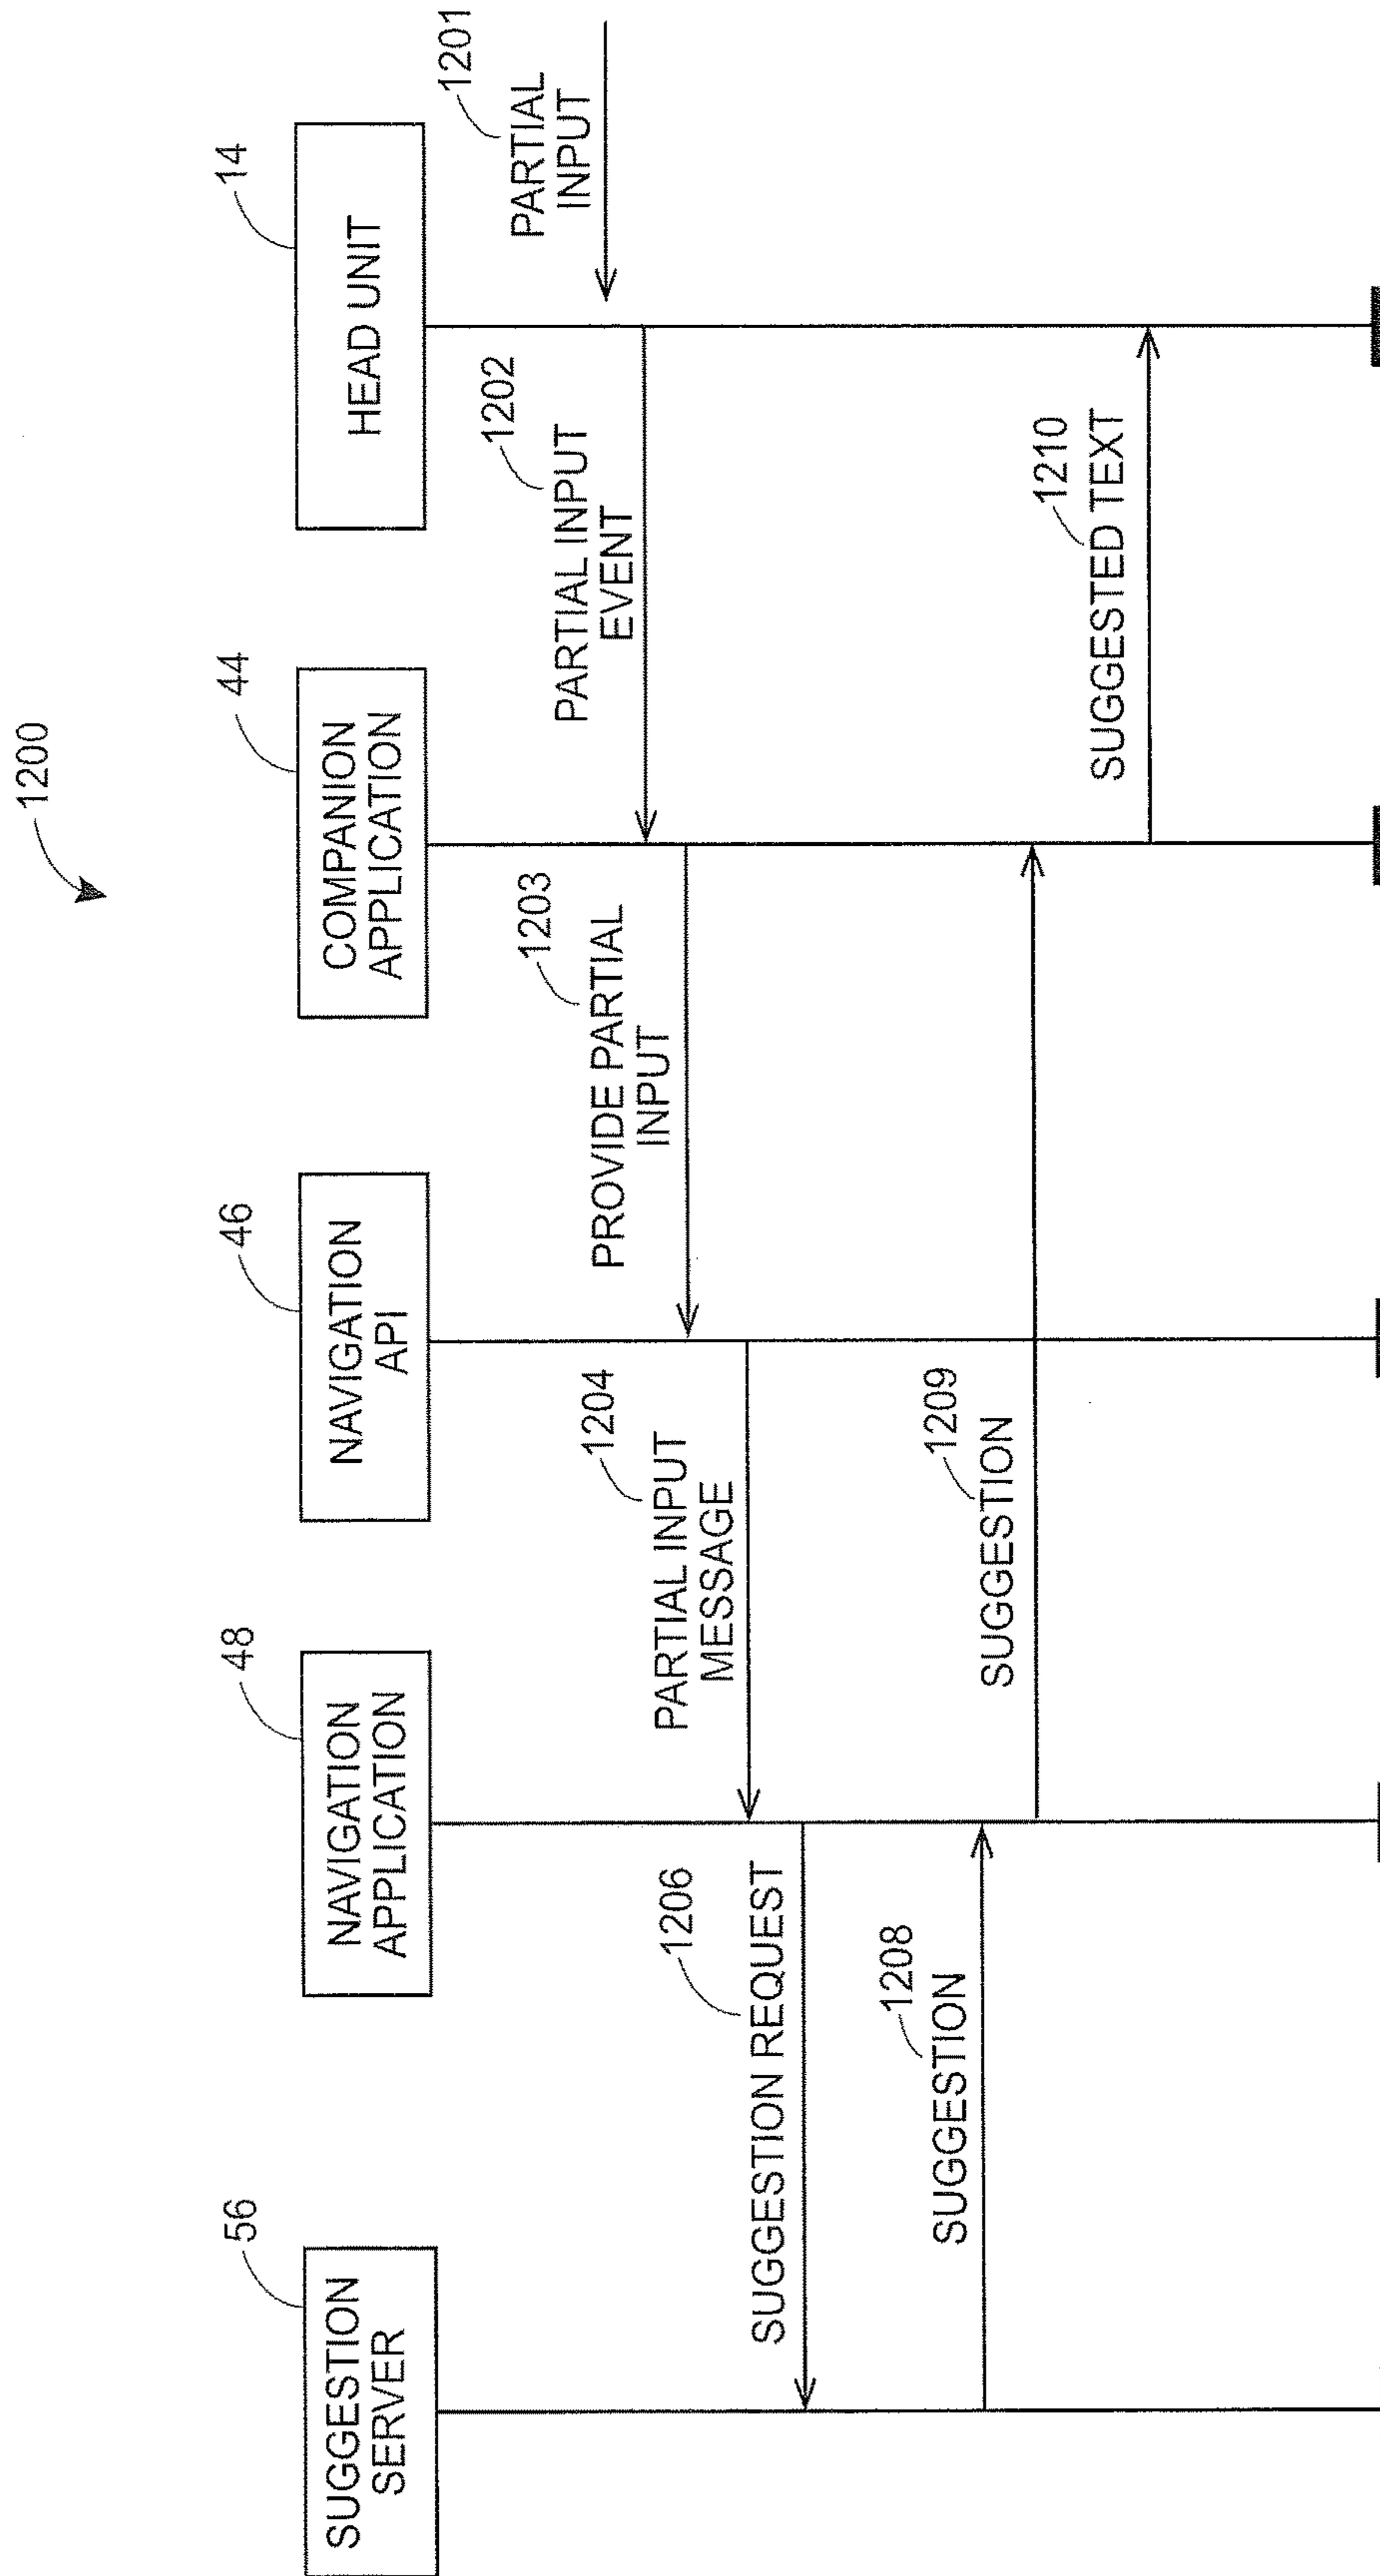 1200
56
SUGGESTION
SERVER
48
NAVIGATION
APPLICATION
46
NAVIGATION
API
44
COMPANION
APPLICATION
14
HEAD UNIT
1201
PARTIAL
INPUT
1202
PARTIAL INPUT
EVENT
1203
PROVIDE PARTIAL
INPUT
1204
PARTIAL INPUT
MESSAGE
1206
SUGGESTION REQUEST
1208
SUGGESTION
1209
SUGGESTION
1210
SUGGESTED TEXT